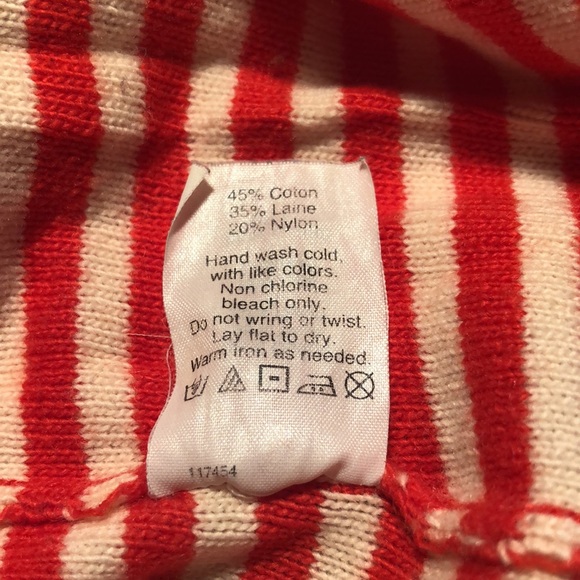 45% Coton
35% Laine
20% Nylon
Hand wash cold,
with like colors.
Non chlorine
bleach only.
Do not wring or twist.
Lay flat to dry.
Warm iron as needed.
117454